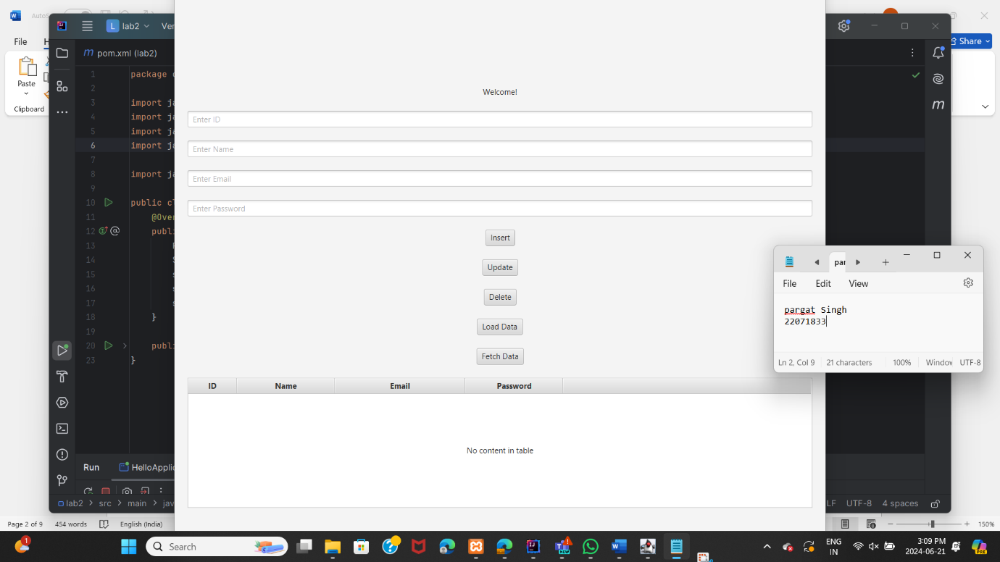 AutoS
File
H
Share
Paste
Clipboard
L lab2
Ver
m pom.xml (lab2)
1 package
2
3 import ja
4 import ja
5 import ja
6 import ja
7
8 import ja
9
10 public cl
11 @Over
12 publi
13
14
15
16
17
18 }
19
20 publi
23 }
Run
HelloApplic
lab2 > src > main > jav
LF UTF-8 4 spaces
Welcome!
Enter ID
Enter Name
Enter Email
Enter Password
Insert
Update
Delete
Load Data
Fetch Data
ID Name Email Password
No content in table
par
File Edit View
pargat Singh
22071833
Ln 2, Col 9 21 characters 100% Window UTF-8
Page 2 of 9 454 words English (India)
150%
1
Search
NEW
ENG
IN
3:09 PM
2024-06-21
PRE